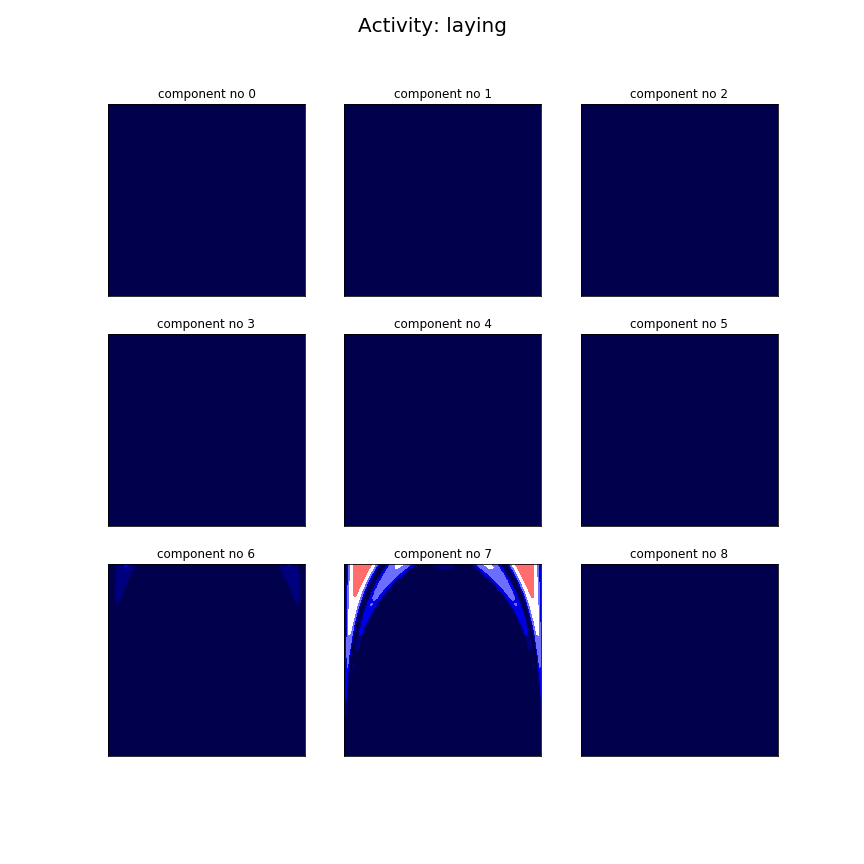 Activity: laying
component no 0
component no 1
component no 2
component no 3
component no 4
component no 5
component no 6
component no 7
component no 8